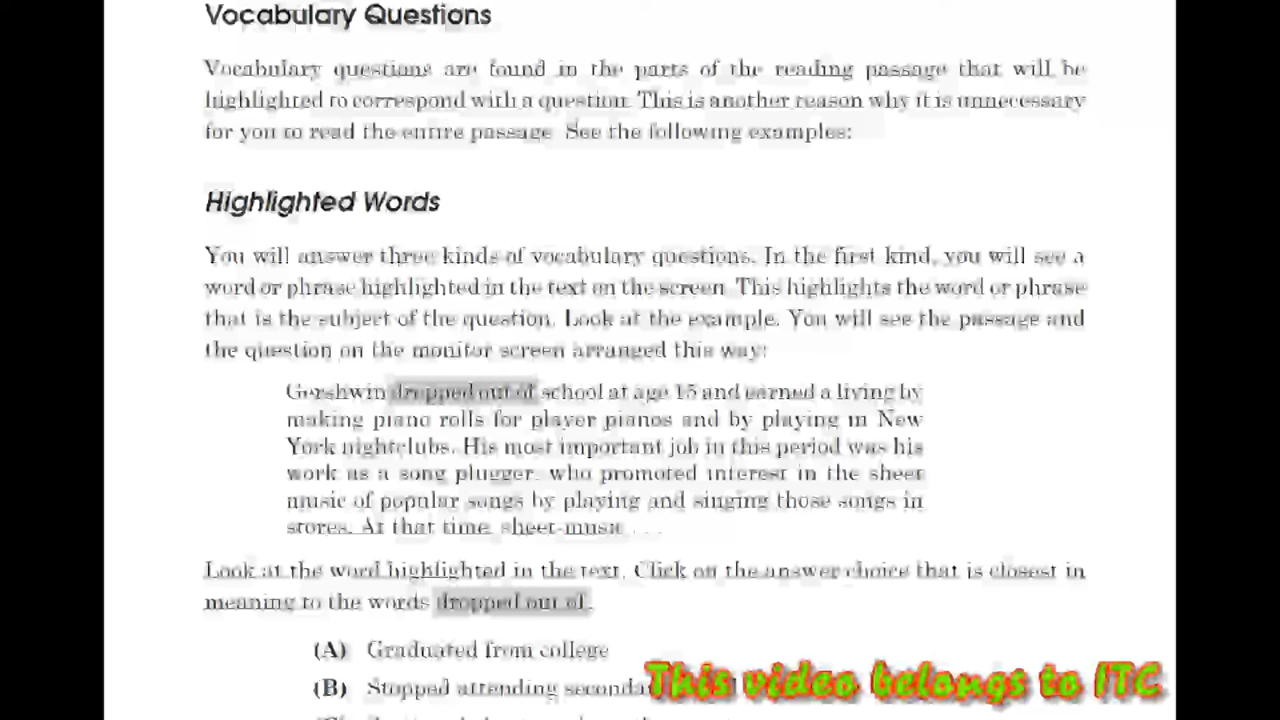 Vocabulary Questions
Vocabulary questions are found in the parts of the reading passage that will be
highlighted to correspond with a question. This is another reason why it is unnecessary
for you to read the entire passage. See the following examples:
Highlighted Words
You will answer three kinds of vocabulary questions. In the first kind, you will see a
word or phrase highlighted in the text on the screen. This highlights the word or phrase
that is the subject of the question. Look at the example. You will see the passage and
the question on the monitor screen arranged this way:
Gershwin dropped out of school at age 15 and earned a living by
making piano rolls for player pianos and by playing in New
York nightclubs. His most important job in this period was his
work as a song plugger, who promoted interest in the sheet
music of popular songs by playing and singing those songs in
stores. At that time, sheet-music . . .
Look at the word highlighted in the text. Click on the answer choice that is closest in
meaning to the words dropped out of.
(A) Graduated from college
(B) Stopped attending
This video belongs to ITC